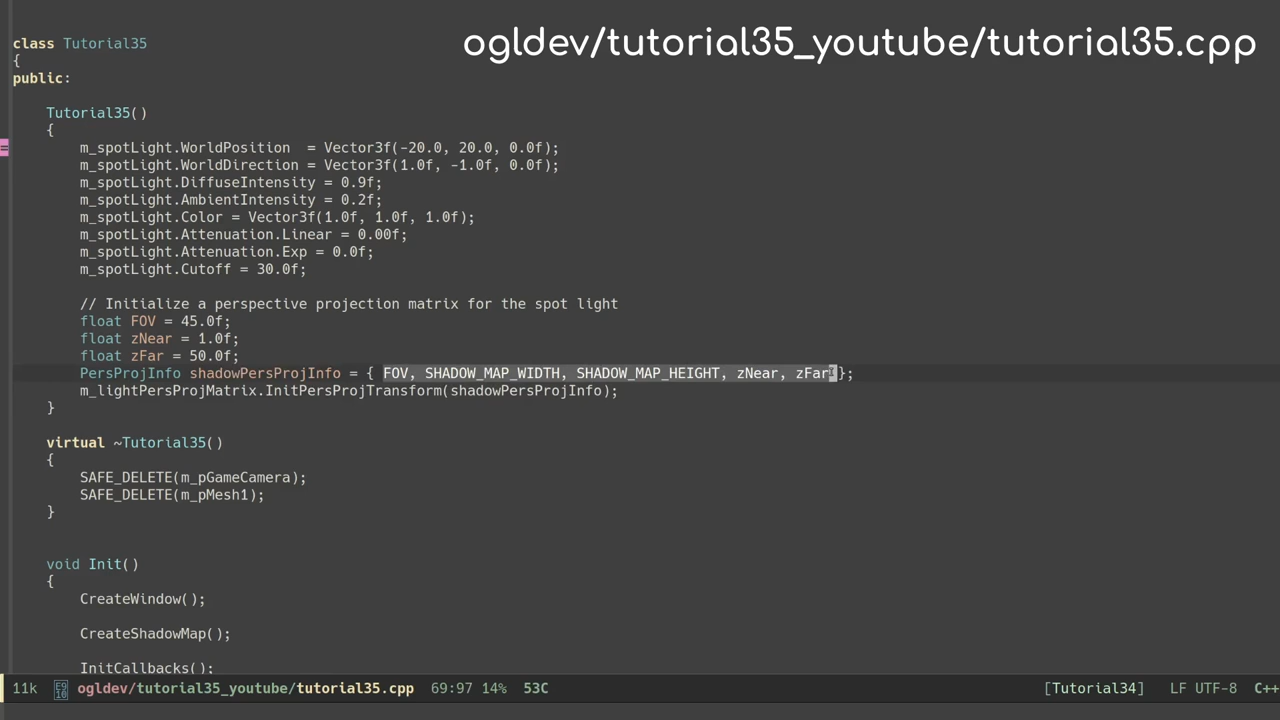 ogldev/tutorial35_youtube/tutorial35.cpp
class Tutorial35
{
public:
Tutorial35()
{
m_spotLight.WorldPosition  = Vector3f(-20.0, 20.0, 0.0f);
m_spotLight.WorldDirection = Vector3f(1.0f, -1.0f, 0.0f);
m_spotLight.DiffuseIntensity = 0.9f;
m_spotLight.AmbientIntensity = 0.2f;
m_spotLight.Color = Vector3f(1.0f, 1.0f, 1.0f);
m_spotLight.Attenuation.Linear = 0.00f;
m_spotLight.Attenuation.Exp = 0.0f;
m_spotLight.Cutoff = 30.0f;
// Initialize a perspective projection matrix for the spot light
float FOV = 45.0f;
float zNear = 1.0f;
float zFar = 50.0f;
PersProjInfo shadowPersProjInfo = { FOV, SHADOW_MAP_WIDTH, SHADOW_MAP_HEIGHT, zNear, zFar };
m_lightPersProjMatrix.InitPersProjTransform(shadowPersProjInfo);
}
virtual ~Tutorial35()
{
SAFE_DELETE(m_pGameCamera);
SAFE_DELETE(m_pMesh1);
}
void Init()
{
CreateWindow();
CreateShadowMap();
InitCallbacks();
11k ogldev/tutorial35_youtube/tutorial35.cpp 69:97 14% 53C [Tutorial34] LF UTF-8 C++